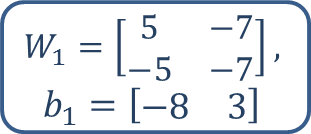 W₁ = [5 −7
−5 −7],
b₁ = [−8 3]